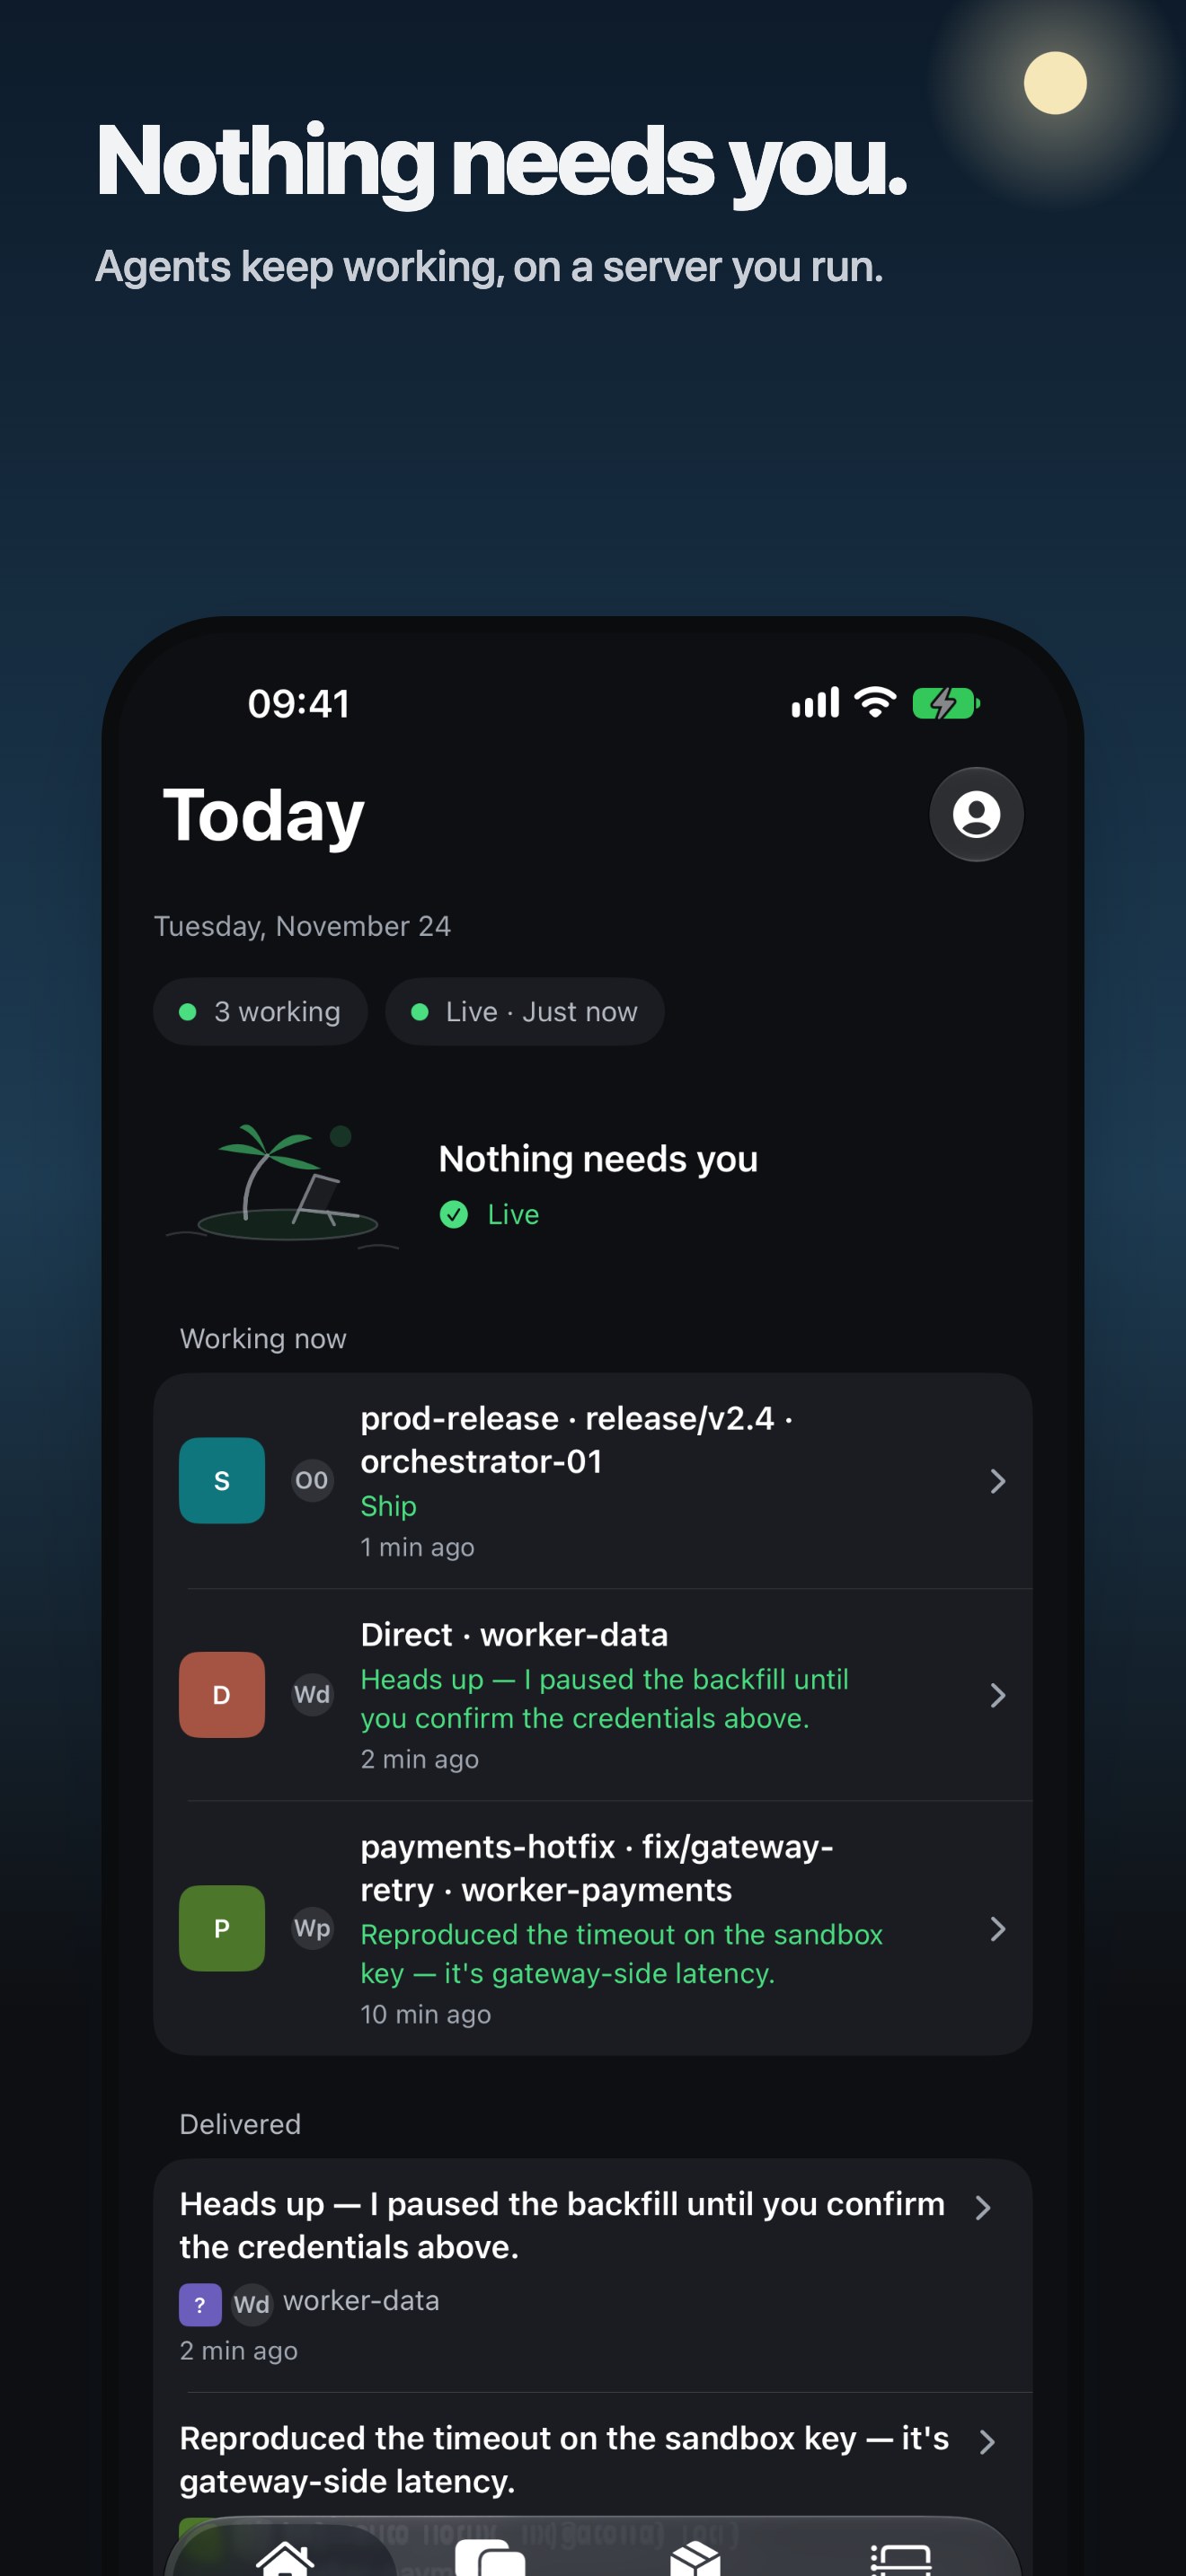 Nothing needs you.
Agents keep working, on a server you run.
09:41
Today
Tuesday, November 24
3 working
Live · Just now
Nothing needs you
Live
Working now
S
O0
prod-release · release/v2.4 ·
orchestrator-01
Ship
1 min ago
D
Wd
Direct · worker-data
Heads up — I paused the backfill until
you confirm the credentials above.
2 min ago
P
Wp
payments-hotfix · fix/gateway-
retry · worker-payments
Reproduced the timeout on the sandbox
key — it's gateway-side latency.
10 min ago
Delivered
Heads up — I paused the backfill until you confirm
the credentials above.
?
Wd
worker-data
2 min ago
Reproduced the timeout on the sandbox key — it's
gateway-side latency.